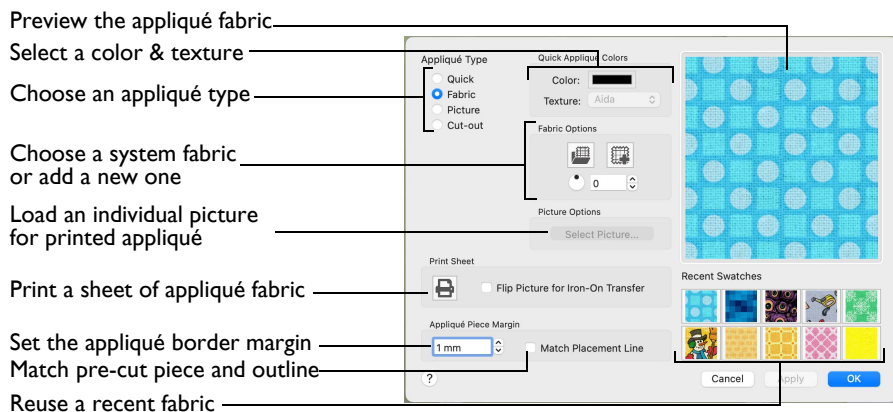 Preview the appliqué fabric
Select a color & texture
Choose an appliqué type
Choose a system fabric
or add a new one
Load an individual picture
for printed appliqué
Print a sheet of appliqué fabric
Set the appliqué border margin
Match pre-cut piece and outline
Reuse a recent fabric
Appliqué Type
Quick
Fabric
Picture
Cut-out
Quick Appliqué Colors
Color:
Texture: Aida
Fabric Options
0
Picture Options
Select Picture...
Print Sheet
Flip Picture for Iron-On Transfer
Appliqué Piece Margin
1 mm
Match Placement Line
Recent Swatches
?
Cancel
Apply
OK